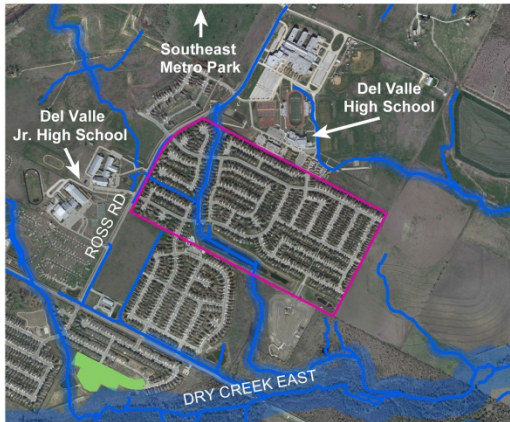 Southeast
Metro Park
Del Valle
High School
Del Valle
Jr. High School
ROSS RD
DRY CREEK EAST